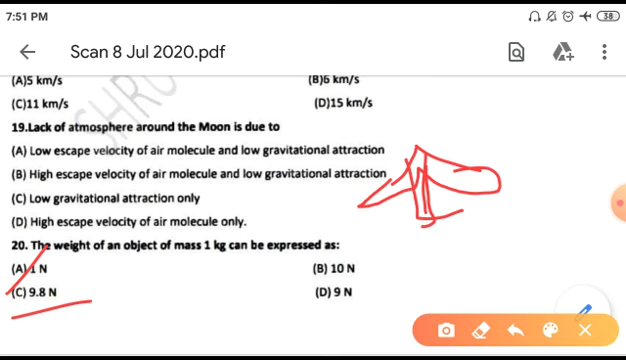 7:51 PM
38
Scan 8 Jul 2020.pdf
(A)5 km/s (B)6 km/s
(C)11 km/s (D)15 km/s
19.Lack of atmosphere around the Moon is due to
(A) Low escape velocity of air molecule and low gravitational attraction
(B) High escape velocity of air molecule and low gravitational attraction
(C) Low gravitational attraction only
(D) High escape velocity of air molecule only.
20. The weight of an object of mass 1 kg can be expressed as:
(A) 1 N (B) 10 N
(C) 9.8 N (D) 9 N